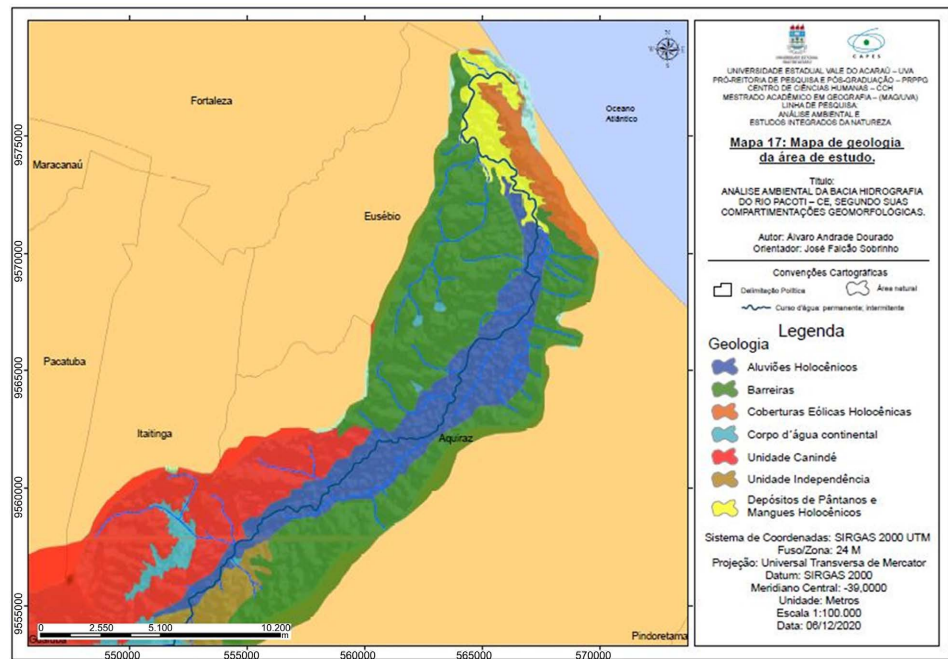 Fortaleza
Oceano
Atlântico
Maracanaú
Eusébio
Pacatuba
Itaitinga
Aquiraz
Pindoretama
0 2.550 5.100 10.200
m
9575000
9570000
9565000
9560000
9555000
550000 555000 560000 565000 570000
CAPES
UNIVERSIDADE ESTADUAL VALE DO ACARAÚ – UVA
PRÓ-REITORIA DE PESQUISA E PÓS-GRADUAÇÃO – PRPPG
CENTRO DE CIÊNCIAS HUMANAS – CCH
MESTRADO ACADÊMICO EM GEOGRAFIA – (MAG/UVA)
LINHA DE PESQUISA:
ANÁLISE AMBIENTAL E
ESTUDOS INTEGRADOS DA NATUREZA
Mapa 17: Mapa de geologia
da área de estudo.
Título:
ANÁLISE AMBIENTAL DA BACIA HIDROGRAFIA
DO RIO PACOTI – CE, SEGUNDO SUAS
COMPARTIMENTAÇÕES GEOMORFOLÓGICAS.
Autor: Álvaro Andrade Dourado
Orientador: José Falcão Sobrinho
Convenções Cartográficas
Delimitação Política Área natural
Curso d'água permanente; intermitente
Legenda
Geologia
Aluviões Holocênicos
Barreiras
Coberturas Eólicas Holocênicas
Corpo d´água continental
Unidade Canindé
Unidade Independência
Depósitos de Pântanos e
Mangues Holocênicos
Sistema de Coordenadas: SIRGAS 2000 UTM
Fuso/Zona: 24 M
Projeção: Universal Transversa de Mercator
Datum: SIRGAS 2000
Meridiano Central: -39,0000
Unidade: Metros
Escala 1:100.000
Data: 06/12/2020